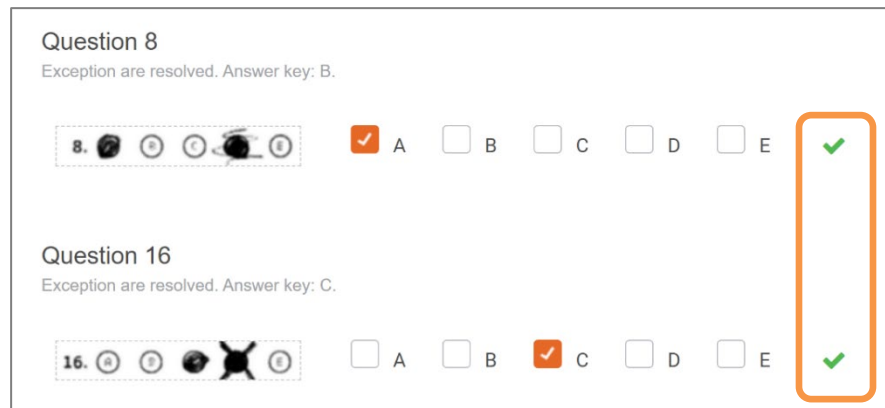 Question 8
Exception are resolved. Answer key: B.
8. B C E A B C D E
Question 16
Exception are resolved. Answer key: C.
16. A B E A B C D E